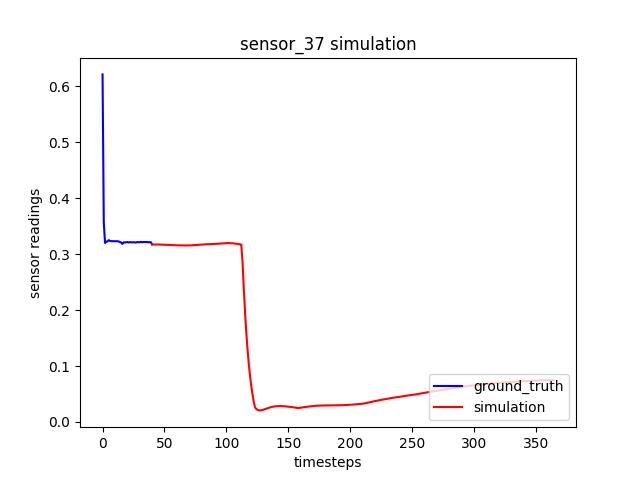 sensor_37 simulation
sensor readings
0.6
0.5
0.4
0.3
0.2
0.1
0.0
ground_truth
simulation
0 50 100 150 200 250 300 350
timesteps